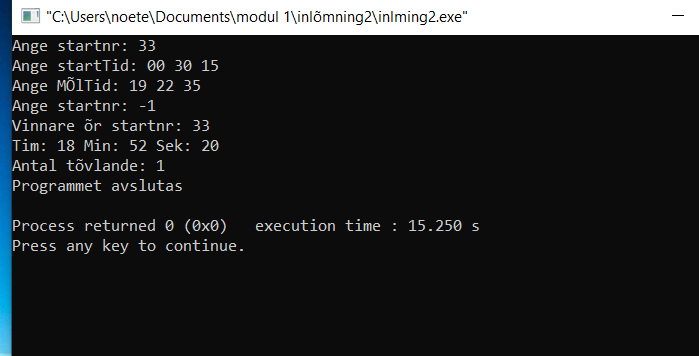 "C:\Users\noete\Documents\modul 1\inlõmning2\inlming2.exe"
Ange startnr: 33
Ange startTid: 00 30 15
Ange MÕlTid: 19 22 35
Ange startnr: -1
Vinnare õr startnr: 33
Tim: 18 Min: 52 Sek: 20
Antal tõvlande: 1
Programmet avslutas
Process returned 0 (0x0)   execution time : 15.250 s
Press any key to continue.